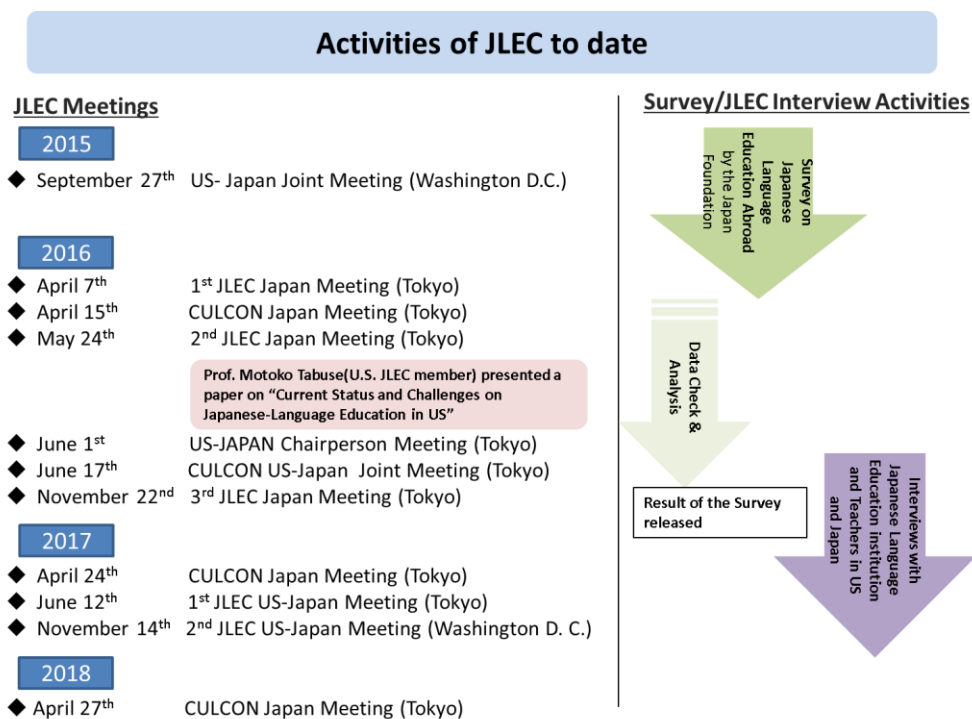 Activities of JLEC to date
JLEC Meetings
2015
◆ September 27th US- Japan Joint Meeting (Washington D.C.)
2016
◆ April 7th 1st JLEC Japan Meeting (Tokyo)
◆ April 15th CULCON Japan Meeting (Tokyo)
◆ May 24th 2nd JLEC Japan Meeting (Tokyo)
Prof. Motoko Tabuse(U.S. JLEC member) presented a
paper on “Current Status and Challenges on
Japanese-Language Education in US”
◆ June 1st US-JAPAN Chairperson Meeting (Tokyo)
◆ June 17th CULCON US-Japan Joint Meeting (Tokyo)
◆ November 22nd 3rd JLEC Japan Meeting (Tokyo)
2017
◆ April 24th CULCON Japan Meeting (Tokyo)
◆ June 12th 1st JLEC US-Japan Meeting (Tokyo)
◆ November 14th 2nd JLEC US-Japan Meeting (Washington D. C.)
2018
◆ April 27th CULCON Japan Meeting (Tokyo)
Survey/JLEC Interview Activities
Survey on
Japanese
Language
Education Abroad
by the Japan
Foundation
Data Check &
Analysis
Result of the Survey
released
Interviews with
Japanese Language
Education institution
and Teachers in US
and Japan